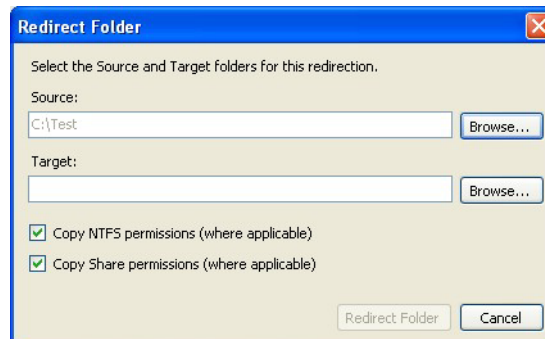 Redirect Folder
Select the Source and Target folders for this redirection.
Source:
C:\Test
Browse...
Target:
Browse...
Copy NTFS permissions (where applicable)
Copy Share permissions (where applicable)
Redirect Folder
Cancel